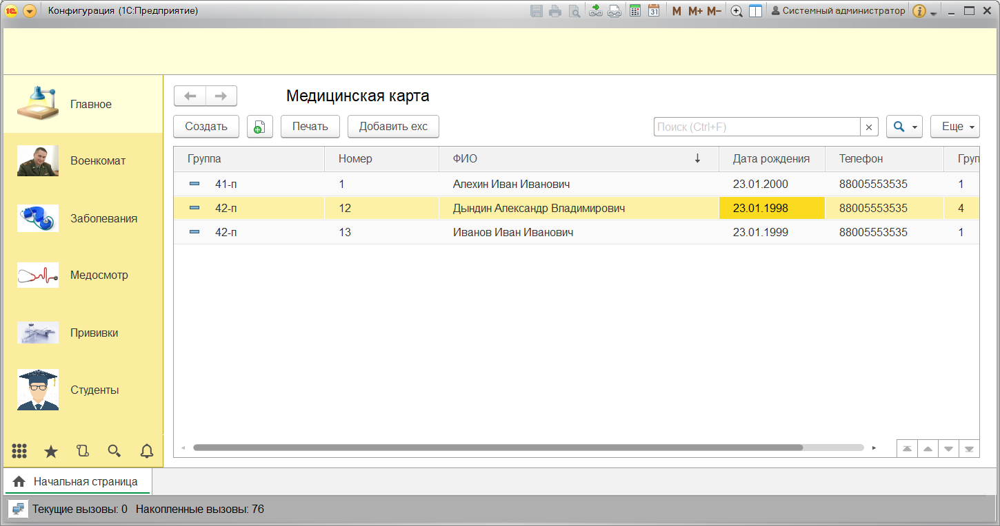 1С Конфигурация (1С:Предприятие) 31 M M+ M− Системный администратор i
Главное
Военкомат
Заболевания
Медосмотр
Прививки
Студенты
Медицинская карта
Создать Печать Добавить exc Поиск (Ctrl+F) × Еще
Группа Номер ФИО ↓ Дата рождения Телефон Груп
41-п 1 Алехин Иван Иванович 23.01.2000 88005553535 1
42-п 12 Дындин Александр Владимирович 23.01.1998 88005553535 4
42-п 13 Иванов Иван Иванович 23.01.1999 88005553535 1
Начальная страница
Текущие вызовы: 0 Накопленные вызовы: 76